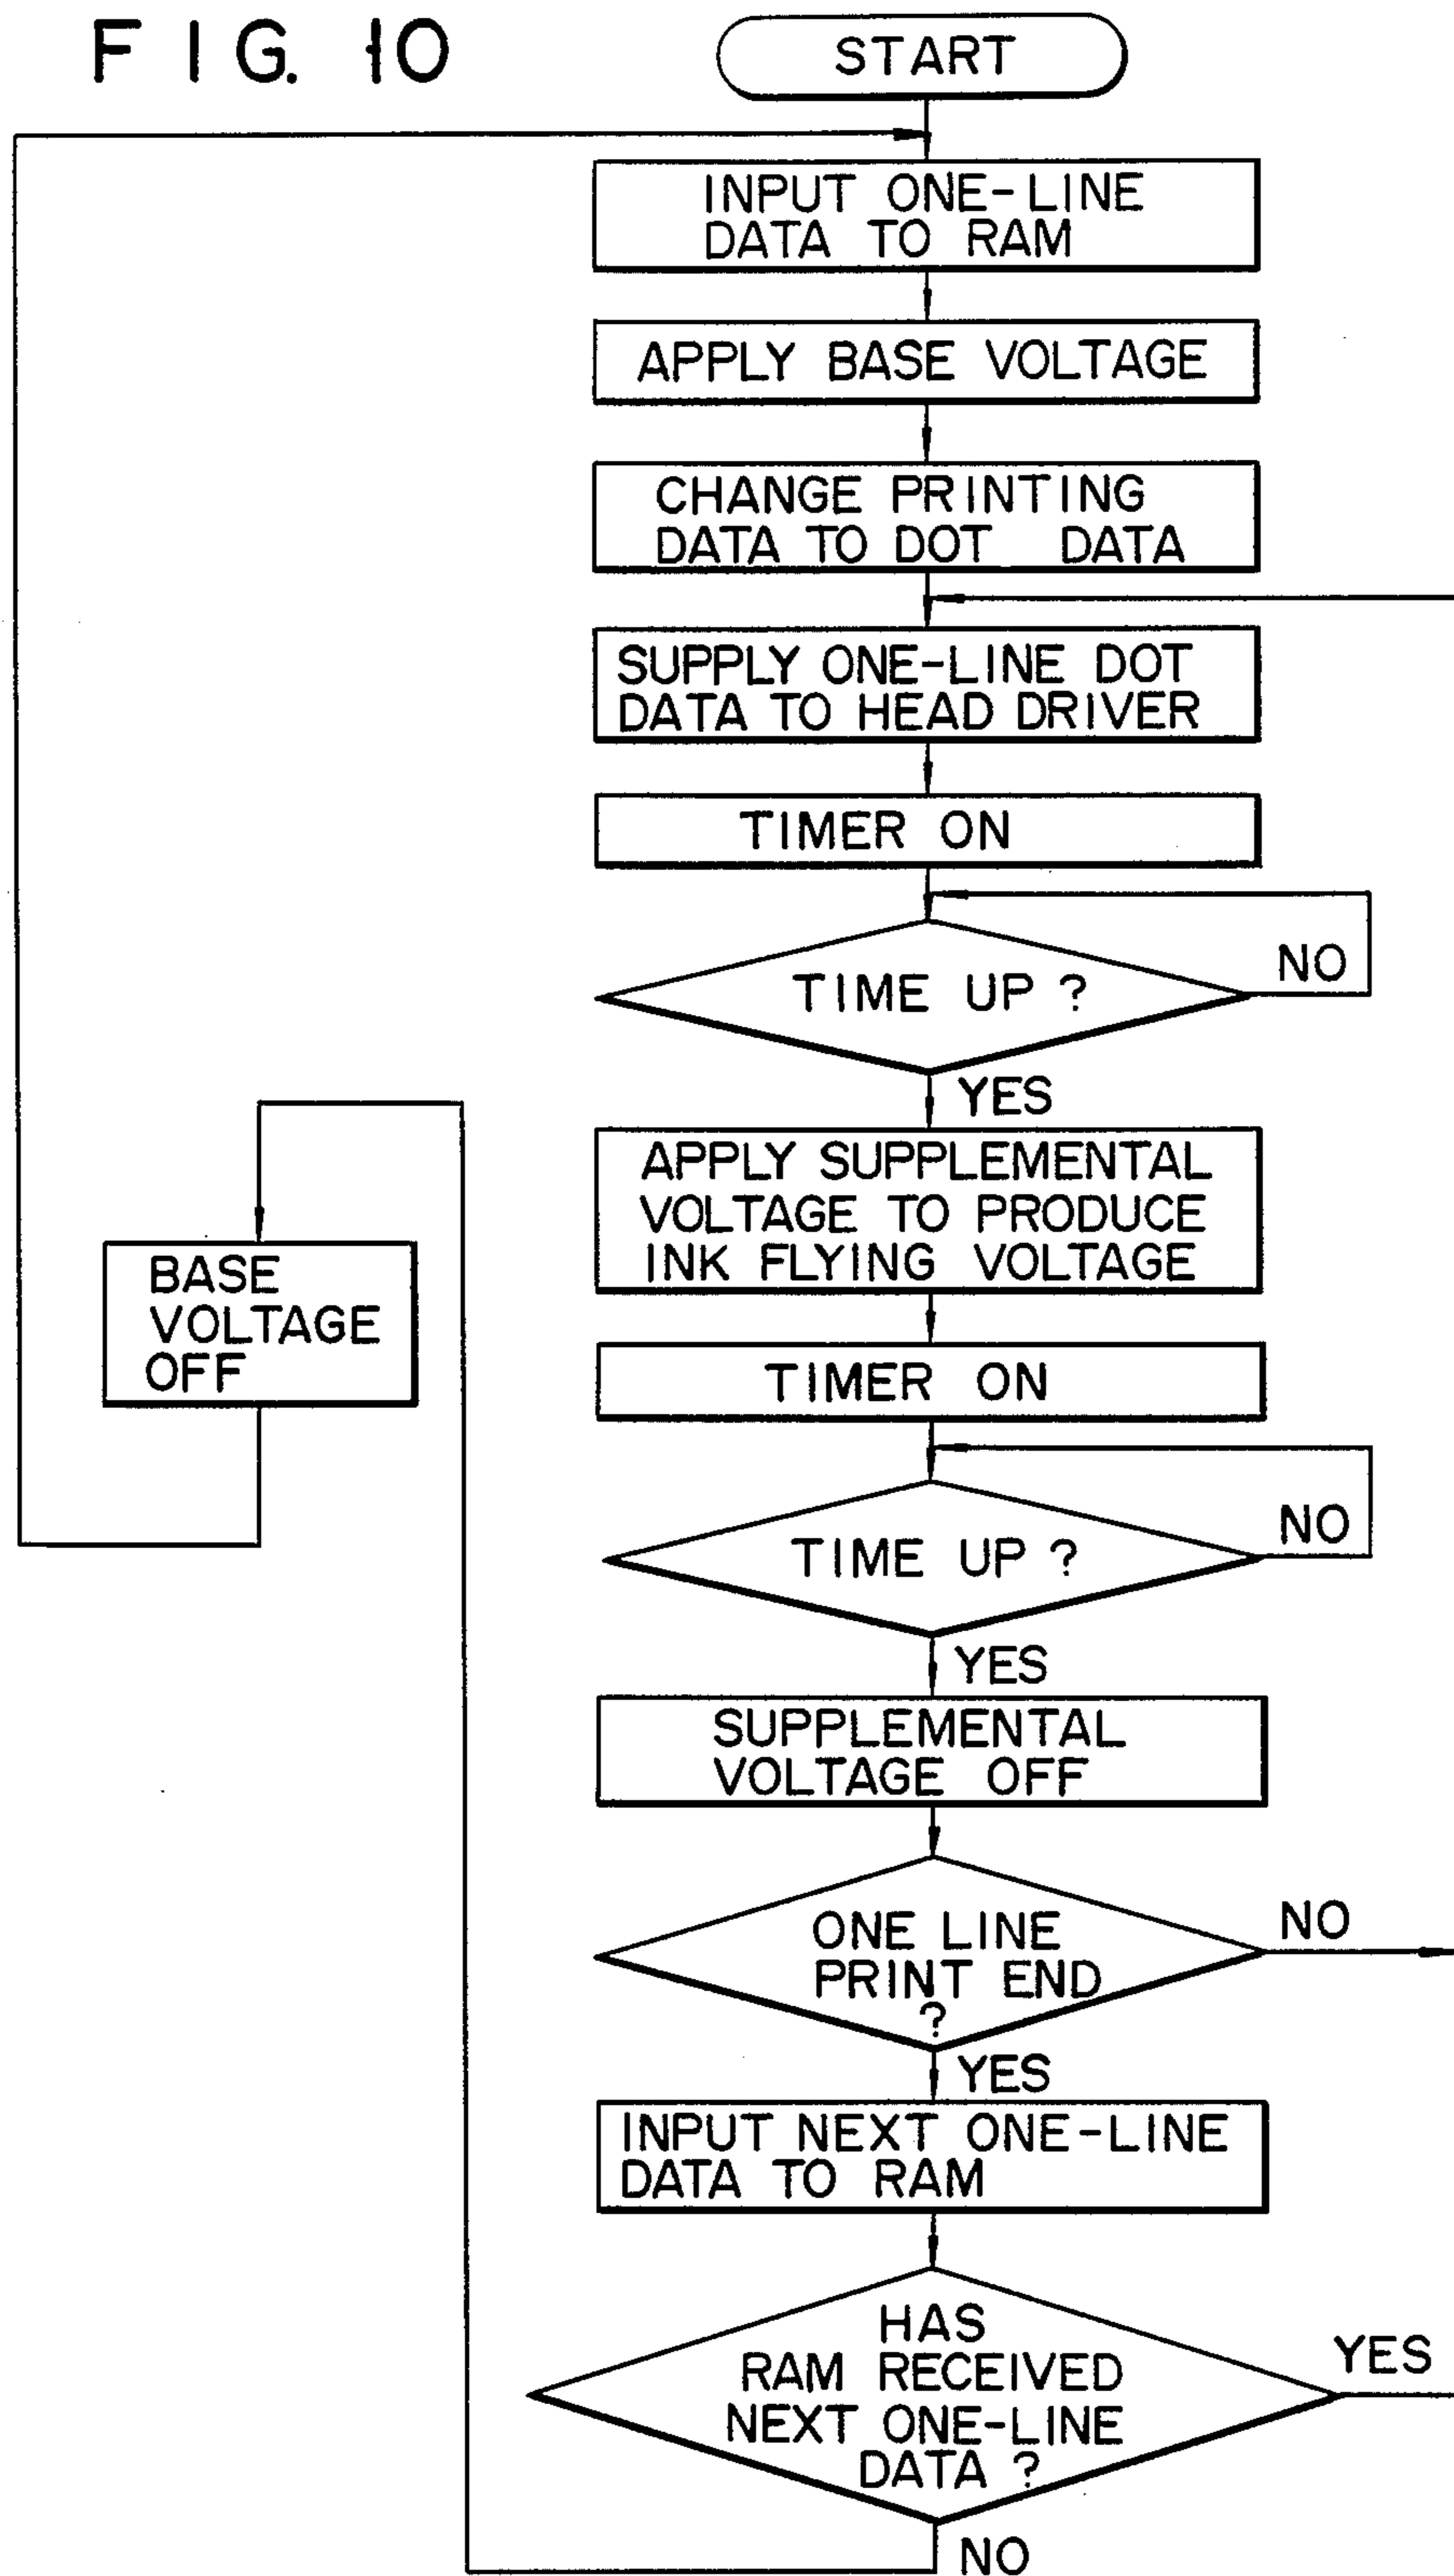 FIG. 10
START
INPUT ONE-LINE
DATA TO RAM
APPLY BASE VOLTAGE
CHANGE PRINTING
DATA TO DOT DATA
SUPPLY ONE-LINE DOT
DATA TO HEAD DRIVER
TIMER ON
TIME UP ?
NO
YES
APPLY SUPPLEMENTAL
VOLTAGE TO PRODUCE
INK FLYING VOLTAGE
BASE
VOLTAGE
OFF
TIMER ON
TIME UP ?
NO
YES
SUPPLEMENTAL
VOLTAGE OFF
ONE LINE
PRINT END
?
NO
YES
INPUT NEXT ONE-LINE
DATA TO RAM
HAS
RAM RECEIVED
NEXT ONE-LINE
DATA ?
YES
NO